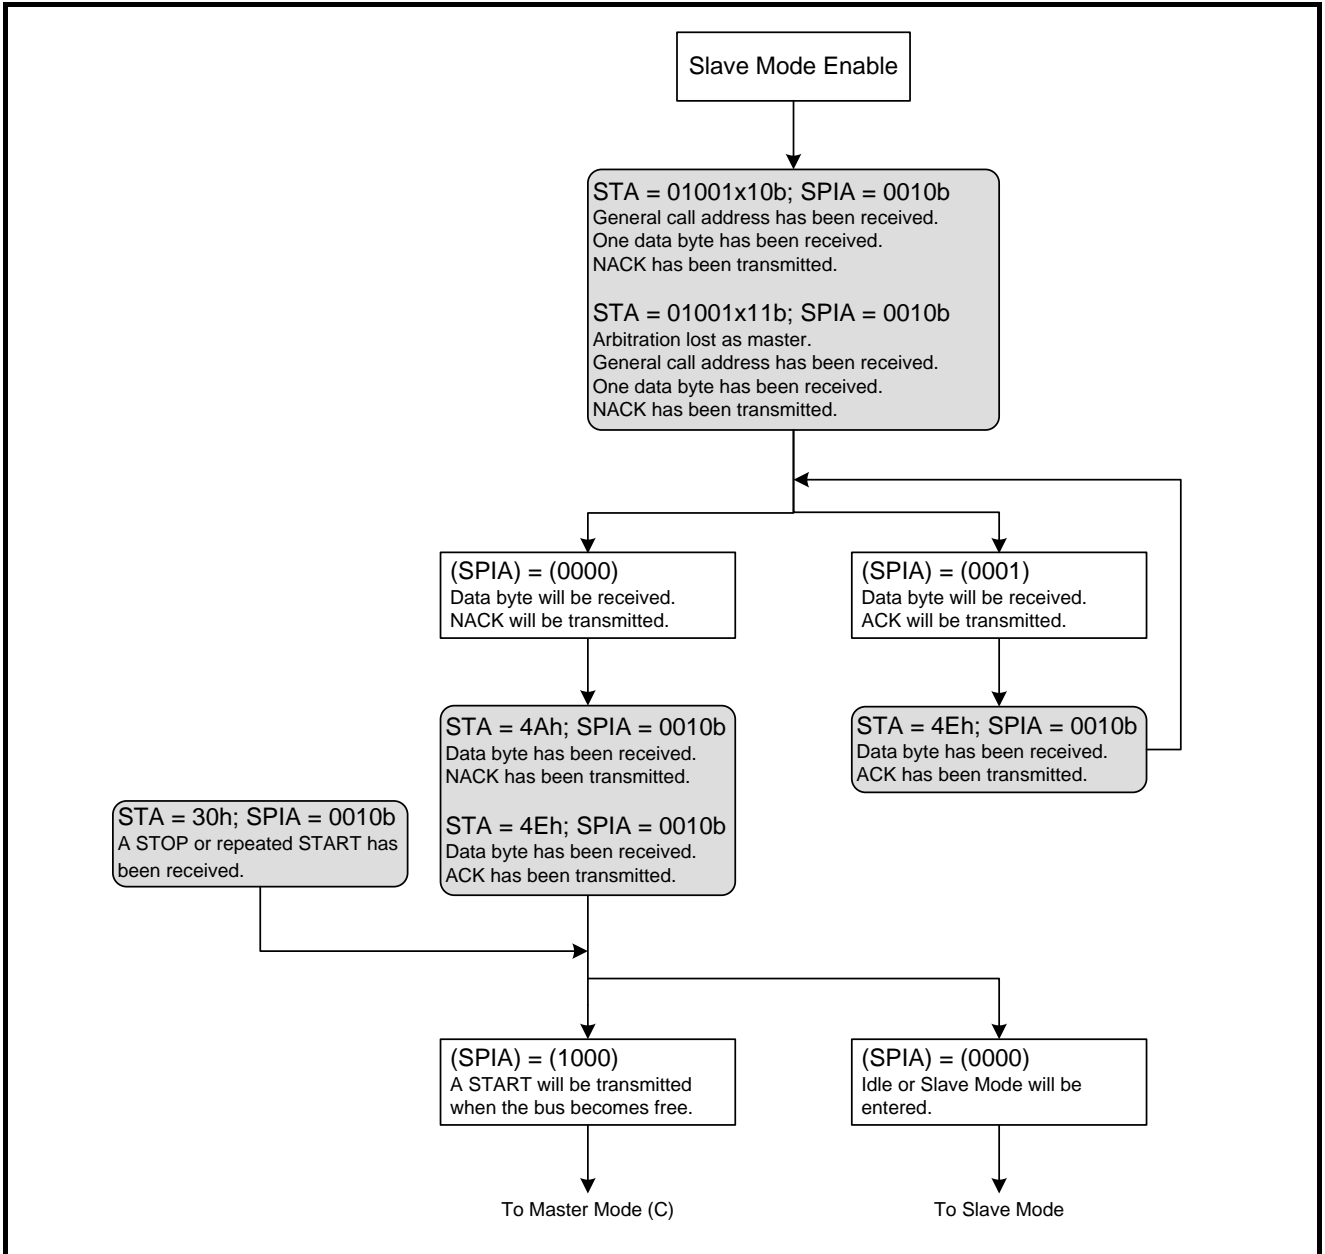 Slave Mode Enable
STA = 01001x10b; SPIA = 0010b
General call address has been received.
One data byte has been received.
NACK has been transmitted.
STA = 01001x11b; SPIA = 0010b
Arbitration lost as master.
General call address has been received.
One data byte has been received.
NACK has been transmitted.
(SPIA) = (0000)
Data byte will be received.
NACK will be transmitted.
(SPIA) = (0001)
Data byte will be received.
ACK will be transmitted.
STA = 4Ah; SPIA = 0010b
Data byte has been received.
NACK has been transmitted.
STA = 4Eh; SPIA = 0010b
Data byte has been received.
ACK has been transmitted.
STA = 4Eh; SPIA = 0010b
Data byte has been received.
ACK has been transmitted.
STA = 30h; SPIA = 0010b
A STOP or repeated START has
been received.
(SPIA) = (1000)
A START will be transmitted
when the bus becomes free.
(SPIA) = (0000)
Idle or Slave Mode will be
entered.
To Master Mode (C)
To Slave Mode